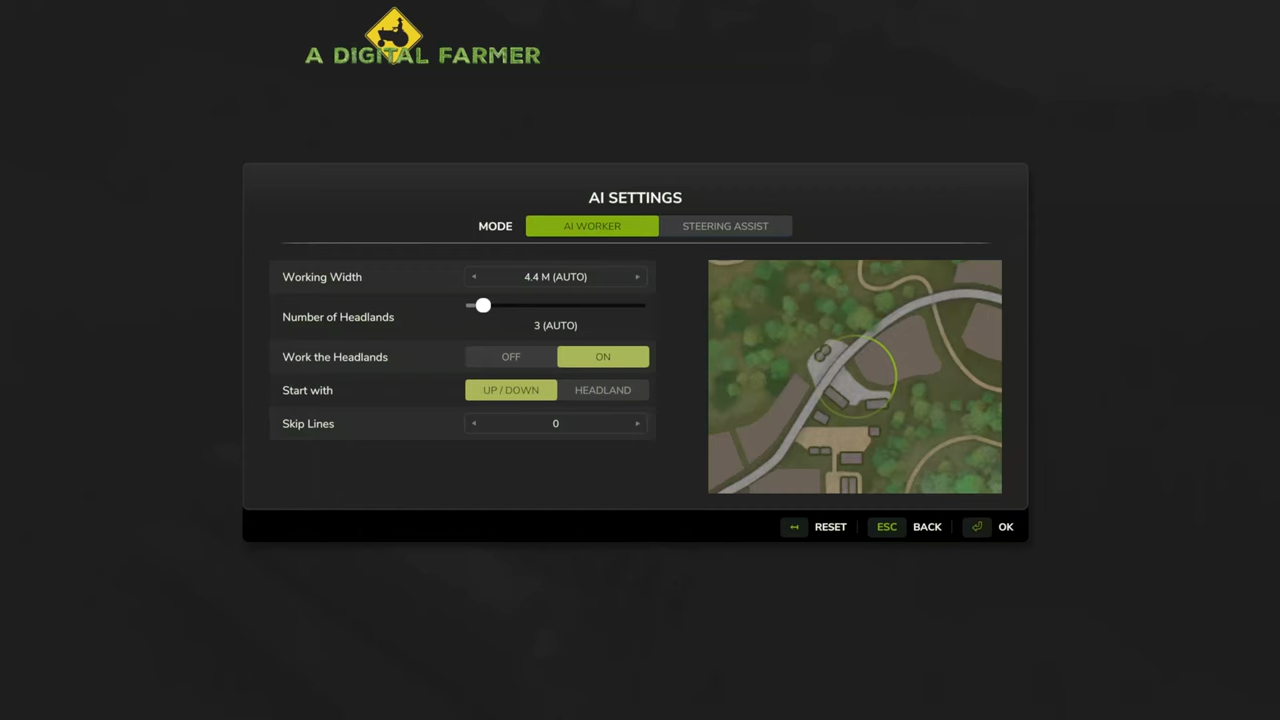 A DIGITAL FARMER
AI SETTINGS
MODE AI WORKER STEERING ASSIST
Working Width 4.4 M (AUTO)
Number of Headlands
3 (AUTO)
Work the Headlands OFF ON
Start with UP / DOWN HEADLAND
Skip Lines 0
RESET ESC BACK OK